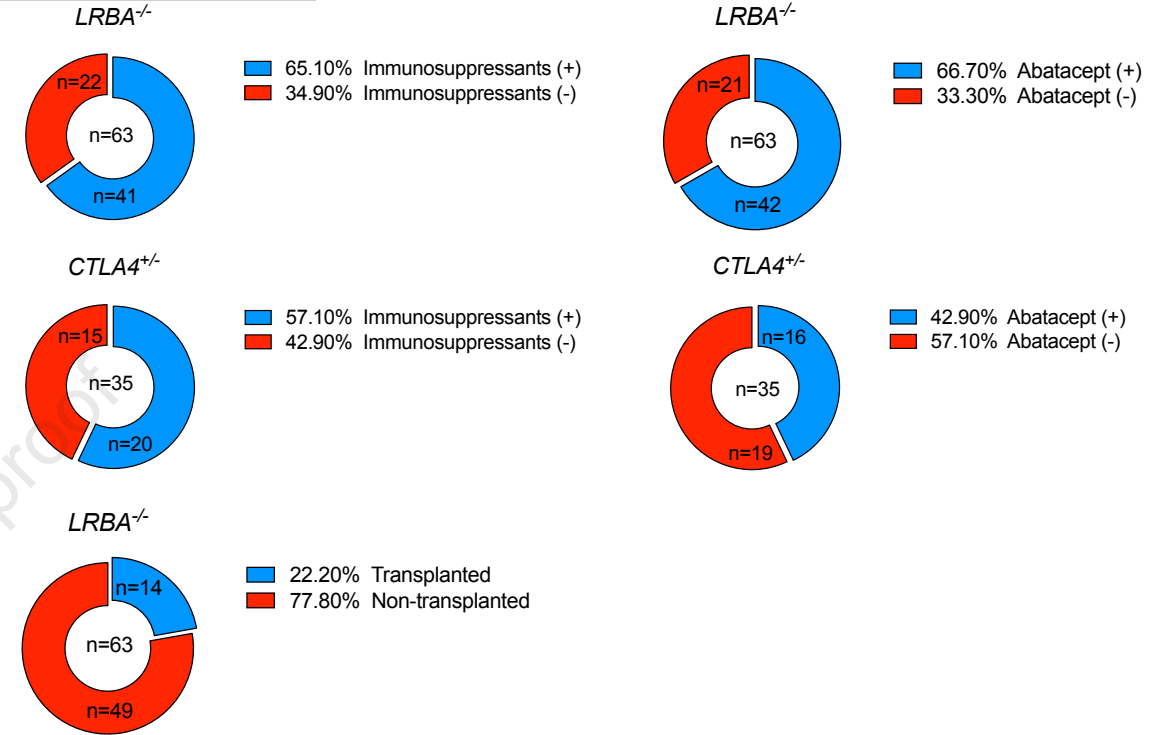 LRBA-/-
n=22
n=63
n=41
65.10% Immunosuppressants (+)
34.90% Immunosuppressants (-)
LRBA-/-
n=21
n=63
n=42
66.70% Abatacept (+)
33.30% Abatacept (-)
CTLA4+/-
n=15
n=35
n=20
57.10% Immunosuppressants (+)
42.90% Immunosuppressants (-)
CTLA4+/-
n=16
n=35
n=19
42.90% Abatacept (+)
57.10% Abatacept (-)
LRBA-/-
n=14
n=63
n=49
22.20% Transplanted
77.80% Non-transplanted
proof